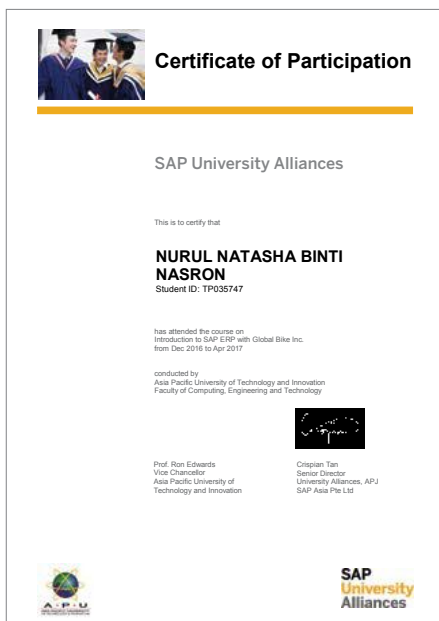 Certificate of Participation
SAP University Alliances
This is to certify that
NURUL NATASHA BINTI
NASRON
Student ID: TP035747
has attended the course on
Introduction to SAP ERP with Global Bike Inc.
from Dec 2016 to Apr 2017
conducted by
Asia Pacific University of Technology and Innovation
Faculty of Computing, Engineering and Technology
Prof. Ron Edwards
Vice Chancellor
Asia Pacific University of
Technology and Innovation
Crispian Tan
Senior Director
University Alliances, APJ
SAP Asia Pte Ltd
A·P·U
ASIA PACIFIC UNIVERSITY
SAP
University
Alliances